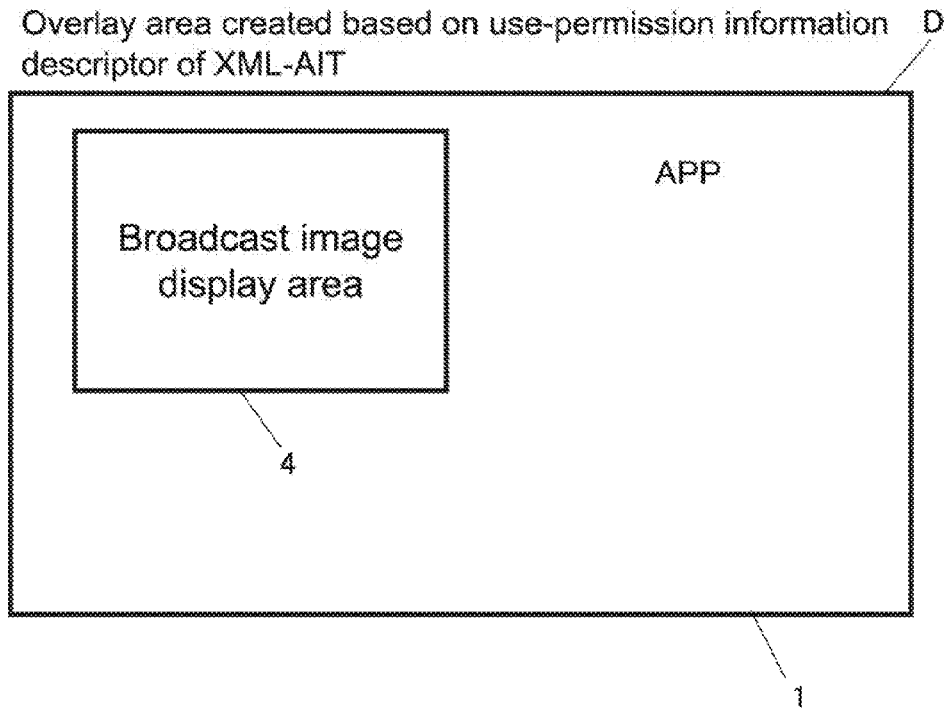 Overlay area created based on use-permission information D
descriptor of XML-AIT
APP
Broadcast image
display area
4
1